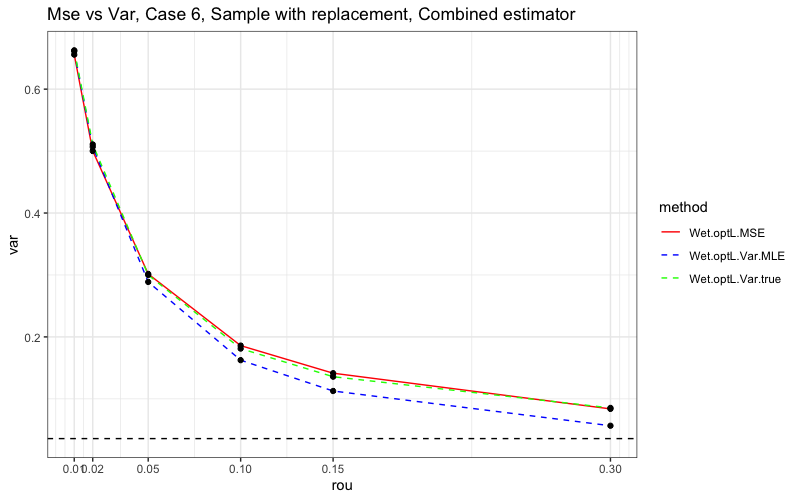 Mse vs Var, Case 6, Sample with replacement, Combined estimator
var
0.6
0.4
0.2
0.01
0.02
0.05
0.10
0.15
0.30
rou
method
Wet.optL.MSE
Wet.optL.Var.MLE
Wet.optL.Var.true